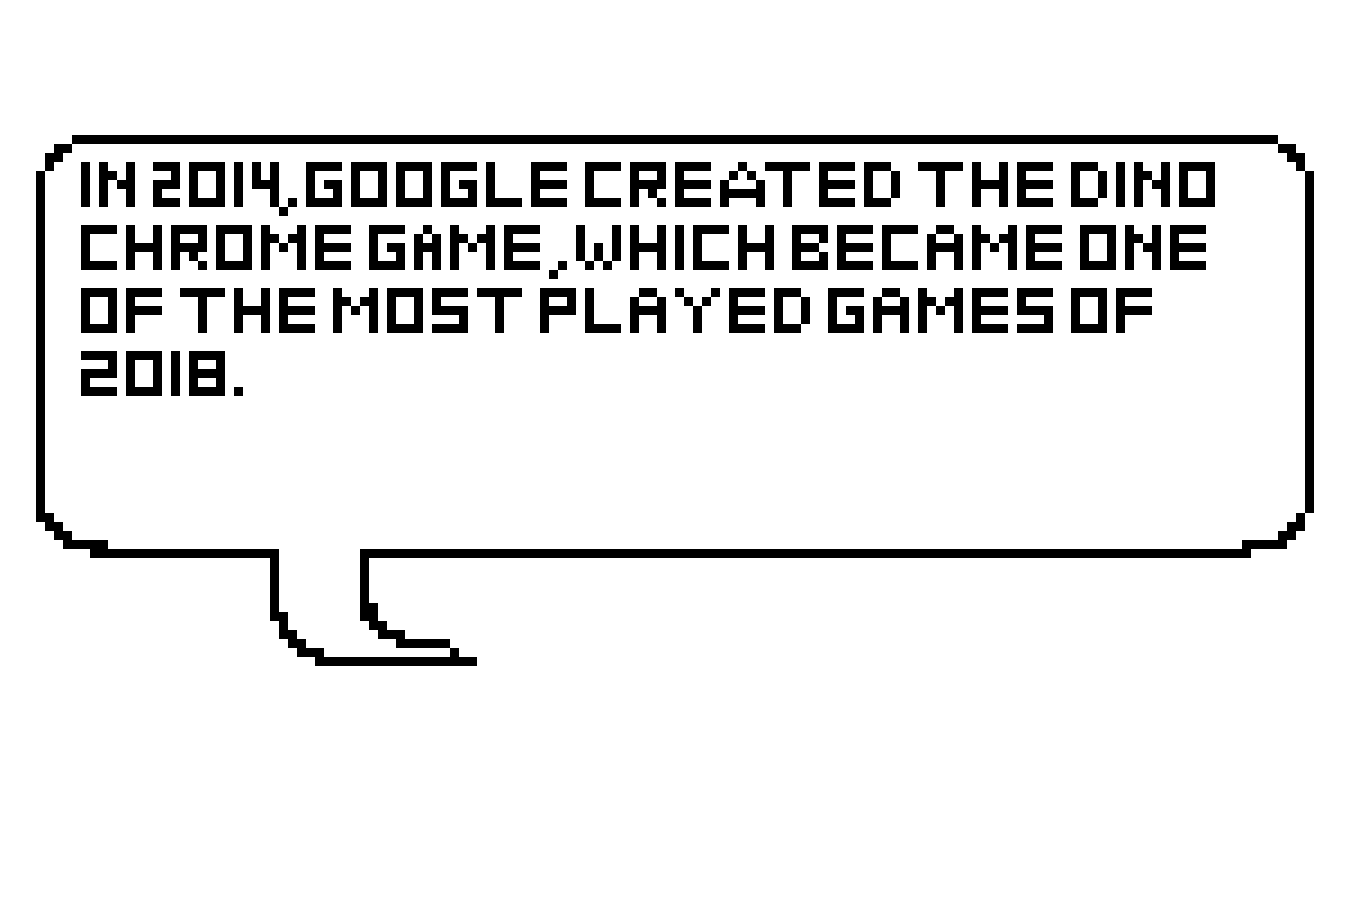 IN 2014,GOOGLE CREATED THE DINO
CHROME GAME,WHICH BECAME ONE
OF THE MOST PLAYED GAMES OF
2018.